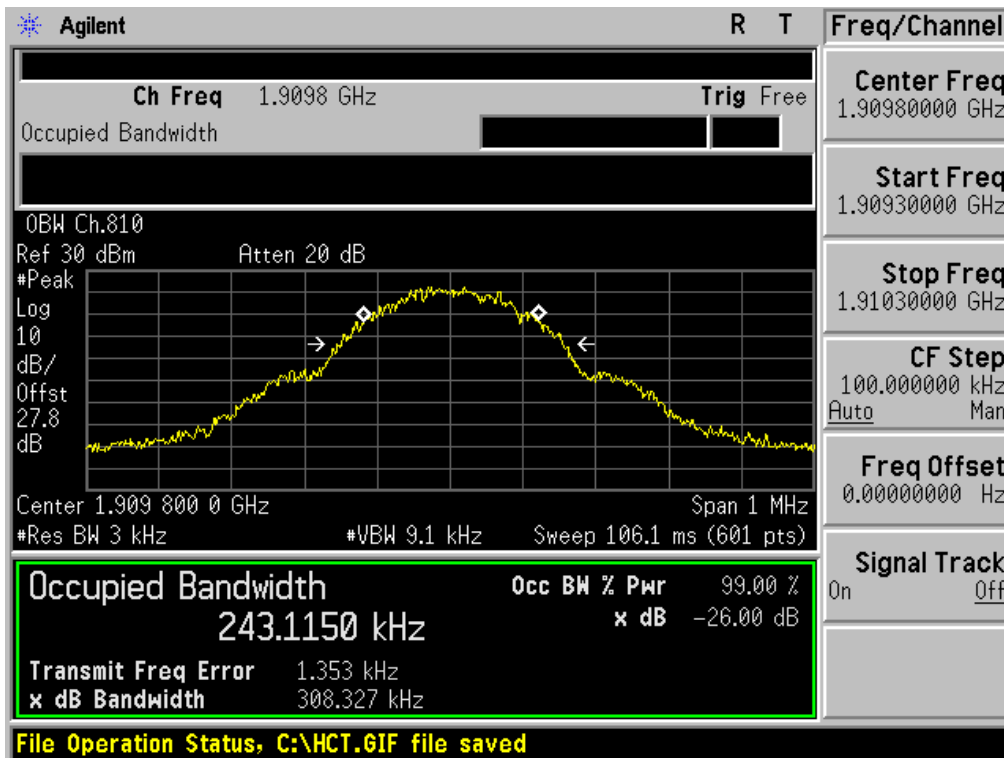 Agilent R T Freq/Channel
Ch Freq 1.9098 GHz Trig Free
Occupied Bandwidth
Center Freq
1.90980000 GHz
Start Freq
1.90930000 GHz
Stop Freq
1.91030000 GHz
CF Step
100.000000 kHz
Auto Man
Freq Offset
0.00000000 Hz
Signal Track
On Off
OBW Ch.810
Ref 30 dBm Atten 20 dB
#Peak
Log
10
dB/
Offst
27.8
dB
Center 1.909 800 0 GHz Span 1 MHz
#Res BW 3 kHz #VBW 9.1 kHz Sweep 106.1 ms (601 pts)
Occupied Bandwidth Occ BW % Pwr 99.00 %
243.1150 kHz x dB -26.00 dB
Transmit Freq Error 1.353 kHz
x dB Bandwidth 308.327 kHz
File Operation Status, C:\HCT.GIF file saved